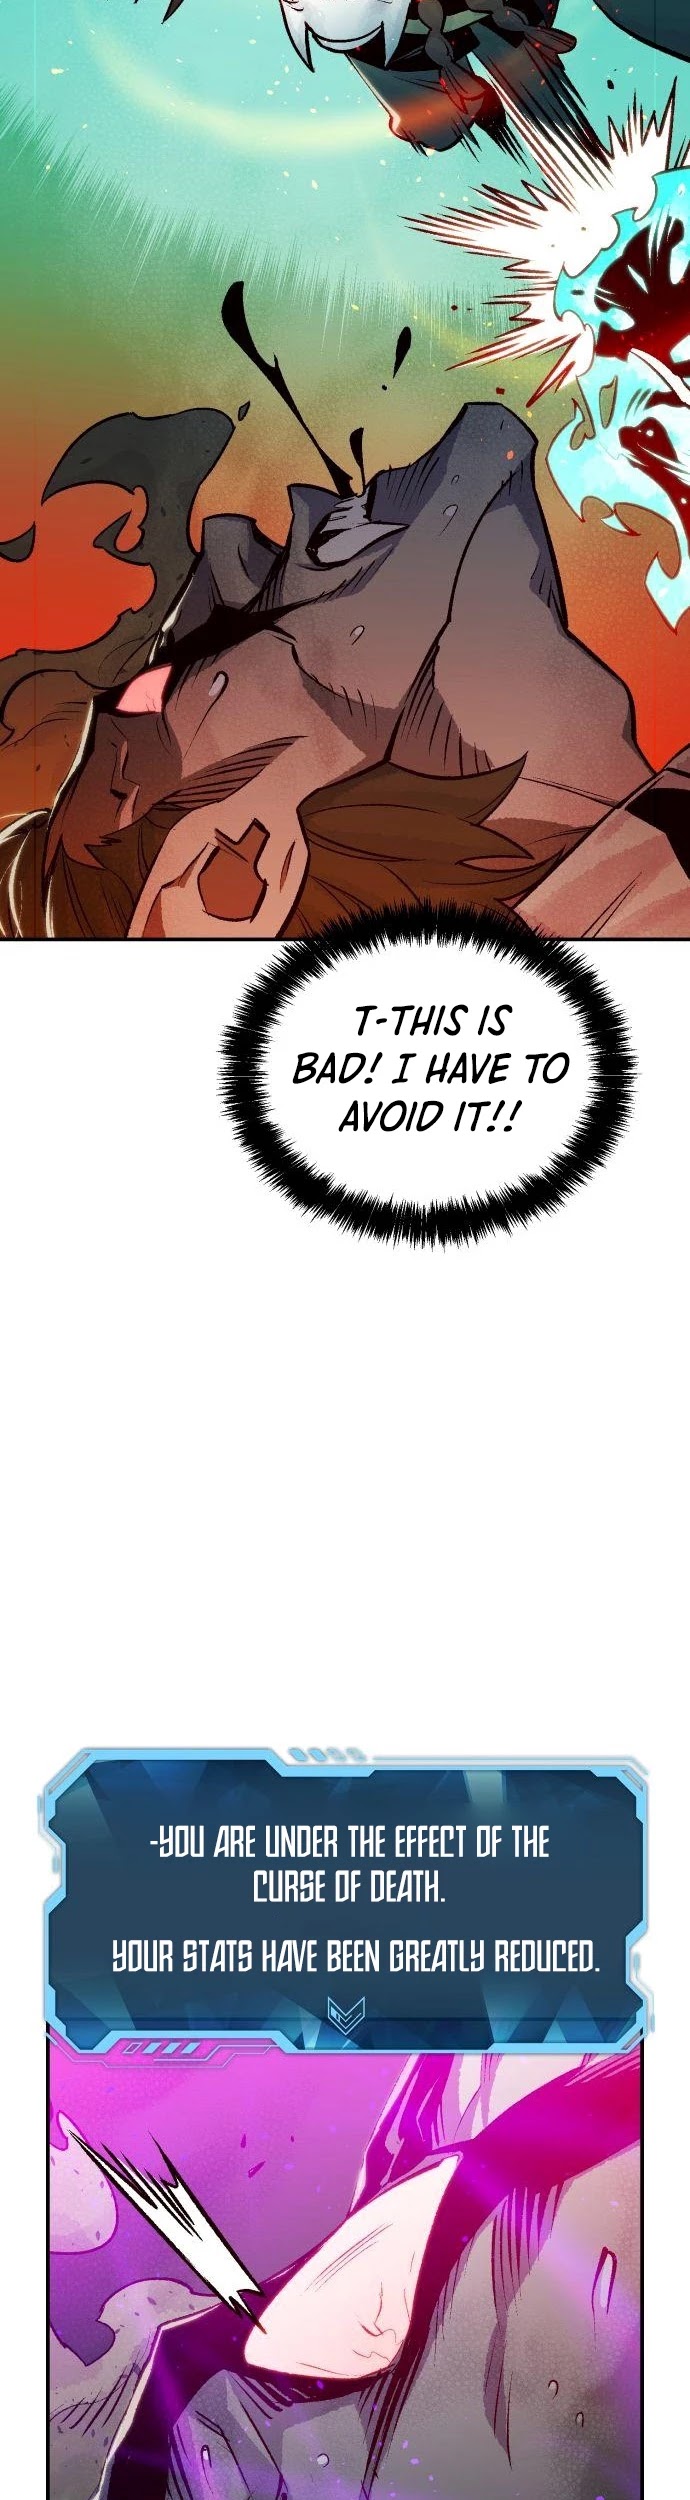 T-THIS IS
BAD! I HAVE TO
AVOID IT!!
-YOU ARE UNDER THE EFFECT OF THE
CURSE OF DEATH.
YOUR STATS HAVE BEEN GREATLY REDUCED.